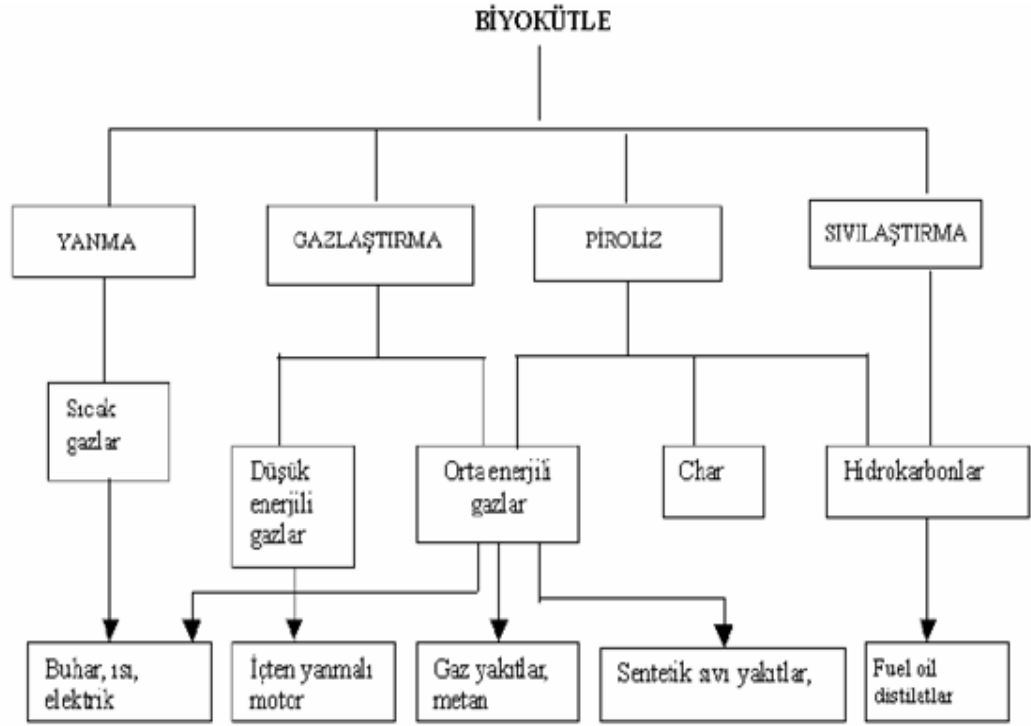 BİYOKÜTLE
YANMA
GAZLAŞTIRMA
PİROLİZ
SIVILAŞTIRMA
Sıcak
gazlar
Düşük
enerjili
gazlar
Orta enerjili
gazlar
Char
Hidrokarbonlar
Buhar, ısı,
elektrik
İçten yanmalı
motor
Gaz yakıtlar,
metan
Sentetik sıvı yakıtlar,
Fuel oil
distilatlar